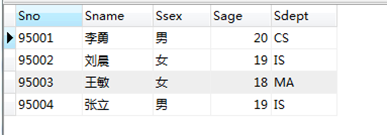 Sno Sname Ssex Sage Sdept
95001 李勇 男 20 CS
95002 刘晨 女 19 IS
95003 王敏 女 18 MA
95004 张立 男 19 IS